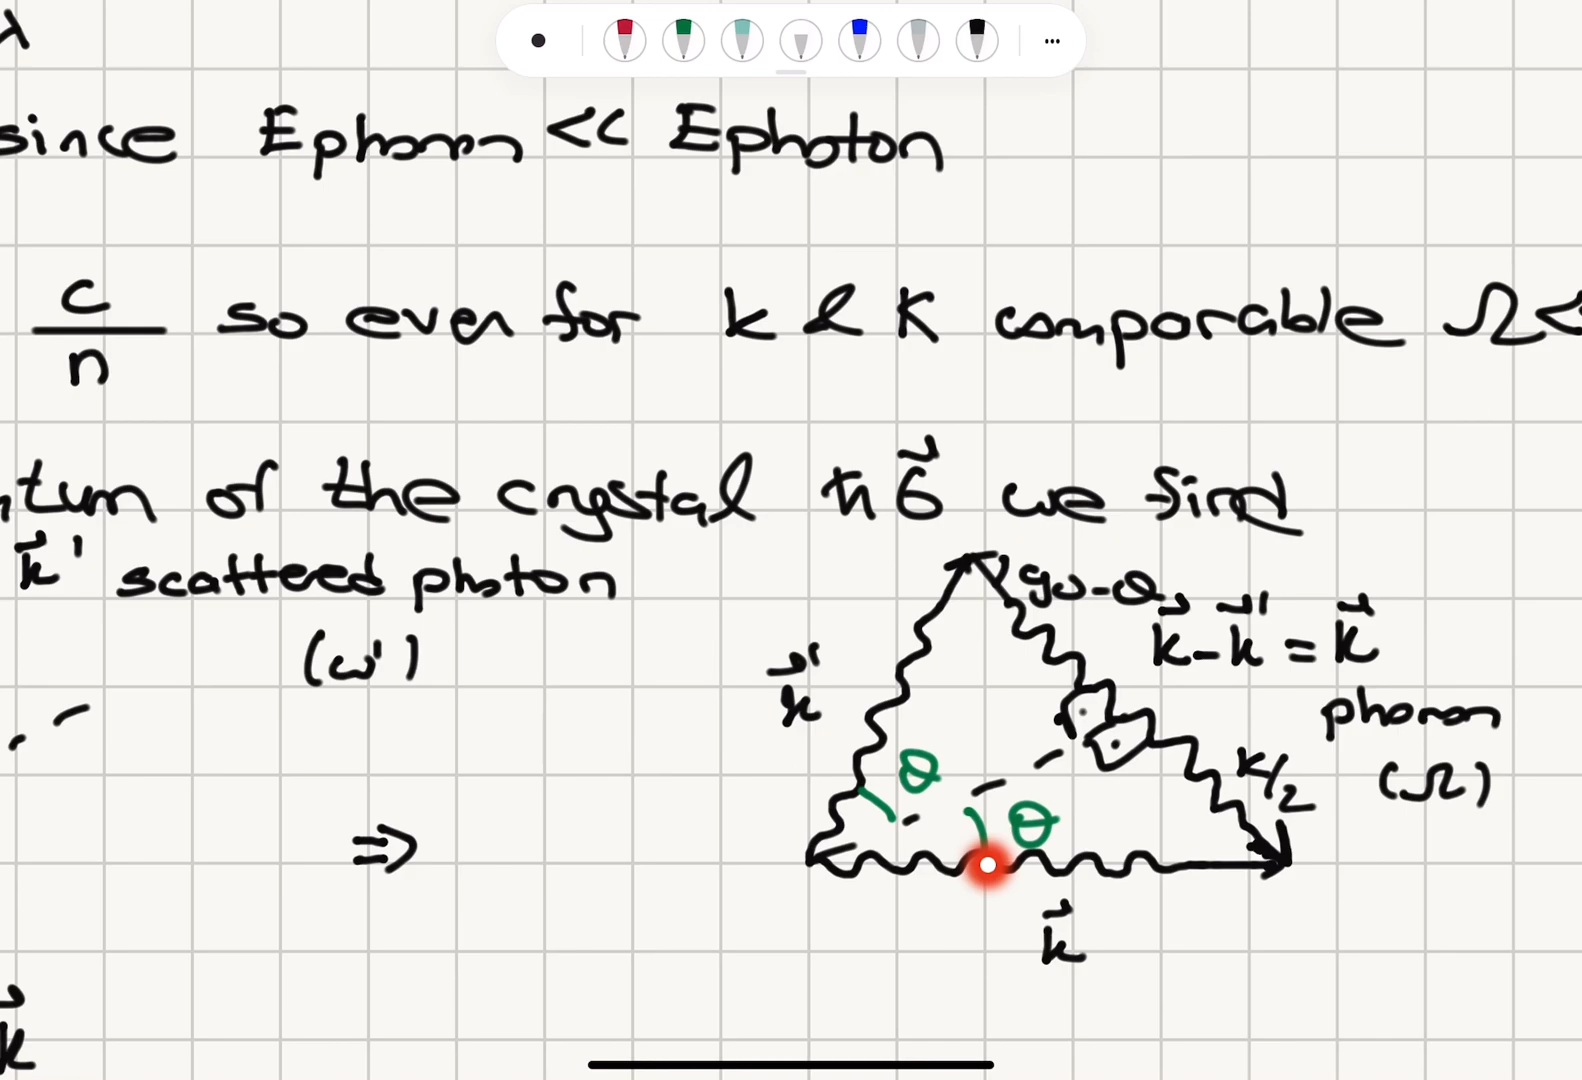 λ
since Ephonon << Ephoton
c/n so even for k & K comparable Ω<
ntum of the crystal ħG⃗ we find
k⃗' scattered photon
(ω')
90-θ
k⃗-k⃗' = K⃗
phonon
(Ω)
k⃗'
K/2
θ
θ
⇒
k⃗
k⃗